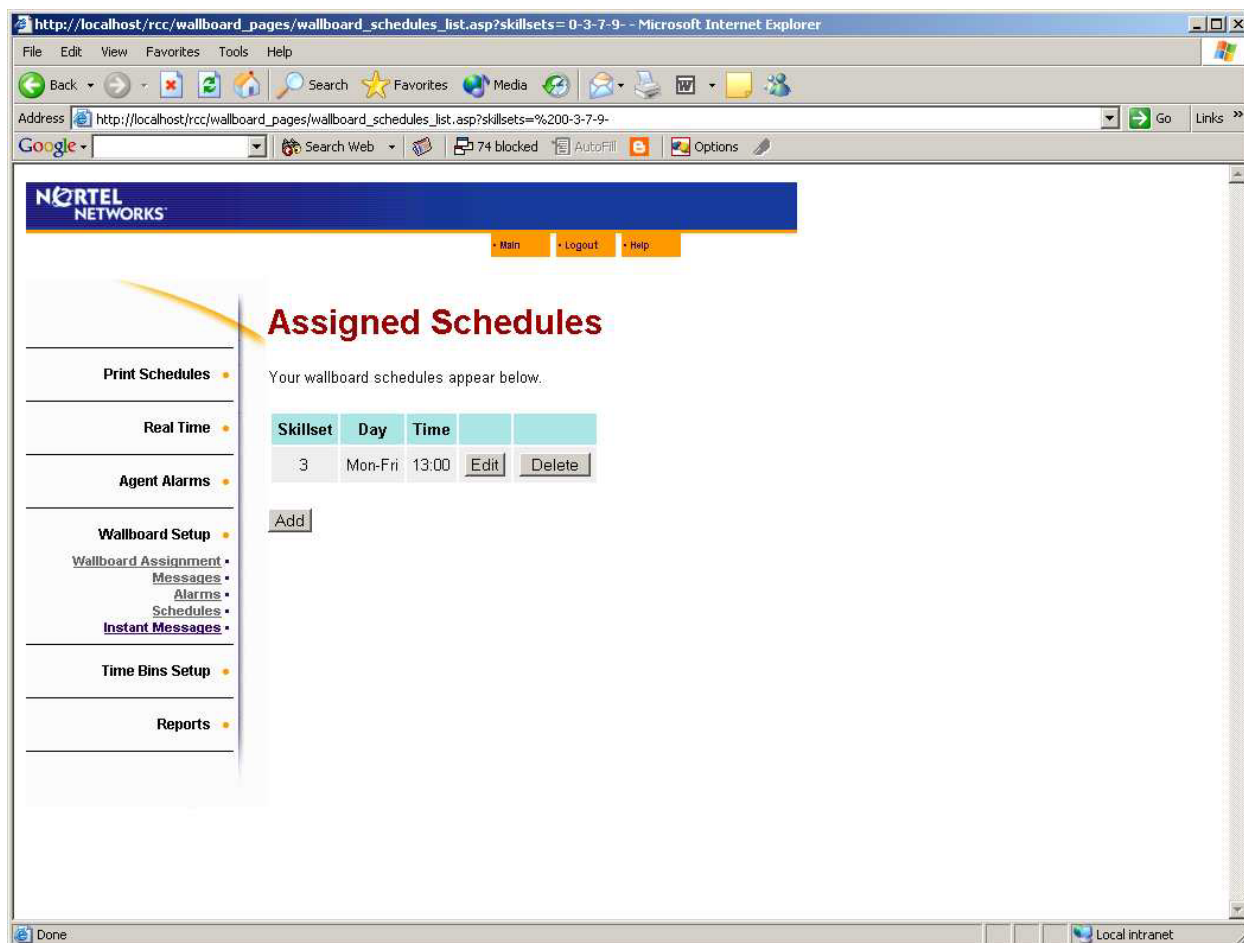 http://localhost/rcc/wallboard_pages/wallboard_schedules_list.asp?skillsets= 0-3-7-9- - Microsoft Internet Explorer
File Edit View Favorites Tools Help
Back Search Favorites Media
Address http://localhost/rcc/wallboard_pages/wallboard_schedules_list.asp?skillsets=%200-3-7-9- Go Links »
Google Search Web 74 blocked AutoFill Options
NORTEL
NETWORKS
Main Logout Help
Assigned Schedules
Your wallboard schedules appear below.
Skillset Day Time
3 Mon-Fri 13:00 Edit Delete
Add
Print Schedules
Real Time
Agent Alarms
Wallboard Setup
Wallboard Assignment
Messages
Alarms
Schedules
Instant Messages
Time Bins Setup
Reports
Done Local intranet